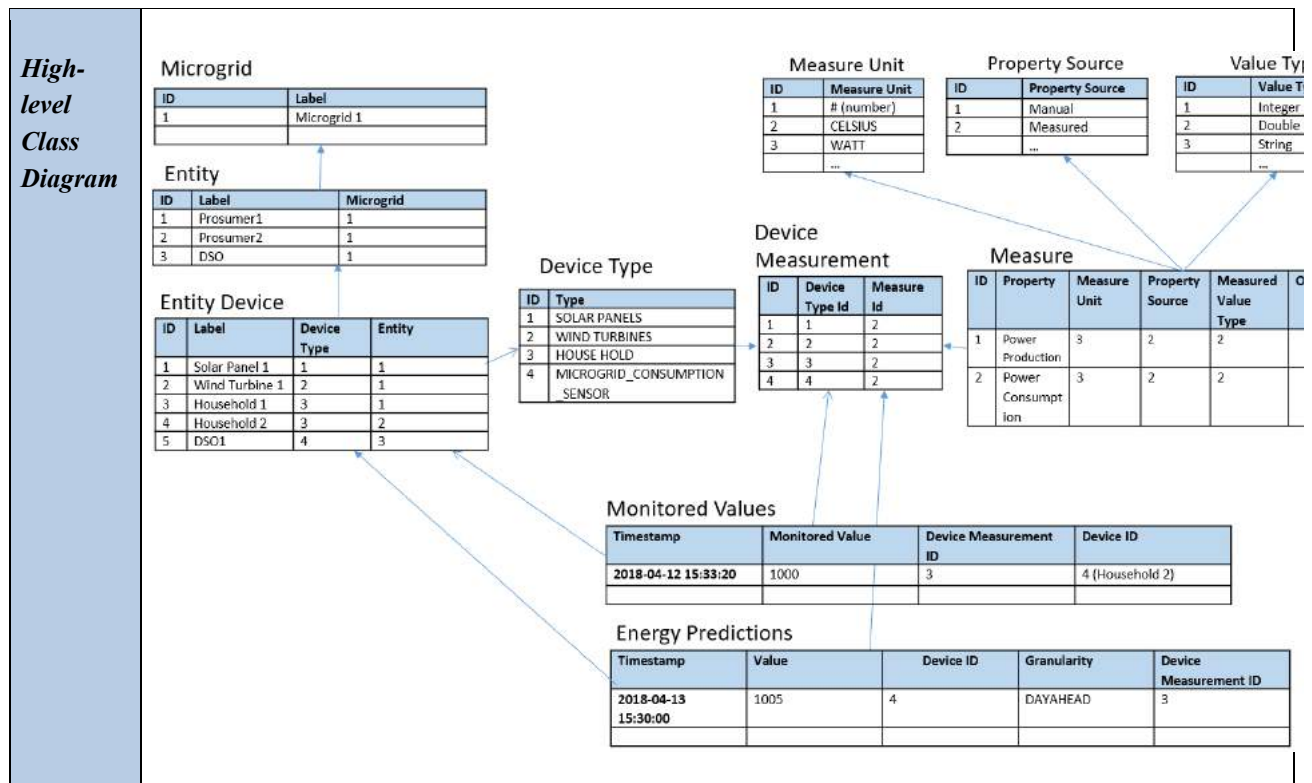 High-
level
Class
Diagram
Microgrid
ID Label
1 Microgrid 1
Entity
ID Label Microgrid
1 Prosumer1 1
2 Prosumer2 1
3 DSO 1
Entity Device
ID Label Device Type Entity
1 Solar Panel 1 1 1
2 Wind Turbine 1 2 1
3 Household 1 3 1
4 Household 2 3 2
5 DSO1 4 3
Device Type
ID Type
1 SOLAR PANELS
2 WIND TURBINES
3 HOUSE HOLD
4 MICROGRID_CONSUMPTION
_SENSOR
Measure Unit
ID Measure Unit
1 # (number)
2 CELSIUS
3 WATT
...
Property Source
ID Property Source
1 Manual
2 Measured
...
Value Typ
ID Value T
1 Integer
2 Double
3 String
...
Device
Measurement
ID Device Type Id Measure Id
1 1 2
2 2 2
3 3 2
4 4 2
Measure
ID Property Measure Unit Property Source Measured Value Type O
1 Power Production 3 2 2
2 Power Consumpt ion 3 2 2
Monitored Values
Timestamp Monitored Value Device Measurement ID Device ID
2018-04-12 15:33:20 1000 3 4 (Household 2)
Energy Predictions
Timestamp Value Device ID Granularity Device Measurement ID
2018-04-13 15:30:00 1005 4 DAYAHEAD 3